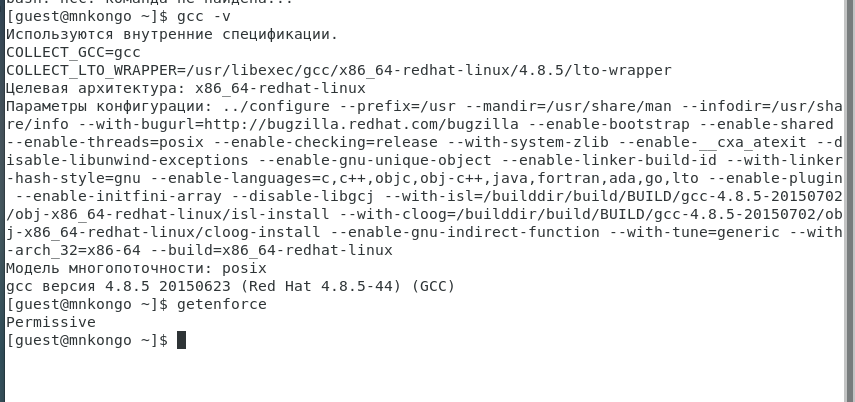 bash: gcc: команда не найдена...
[guest@mnkongo ~]$ gcc -v
Используются внутренние спецификации.
COLLECT_GCC=gcc
COLLECT_LTO_WRAPPER=/usr/libexec/gcc/x86_64-redhat-linux/4.8.5/lto-wrapper
Целевая архитектура: x86_64-redhat-linux
Параметры конфигурации: ../configure --prefix=/usr --mandir=/usr/share/man --infodir=/usr/sha
re/info --with-bugurl=http://bugzilla.redhat.com/bugzilla --enable-bootstrap --enable-shared
--enable-threads=posix --enable-checking=release --with-system-zlib --enable-__cxa_atexit --d
isable-libunwind-exceptions --enable-gnu-unique-object --enable-linker-build-id --with-linker
-hash-style=gnu --enable-languages=c,c++,objc,obj-c++,java,fortran,ada,go,lto --enable-plugin
 --enable-initfini-array --disable-libgcj --with-isl=/builddir/build/BUILD/gcc-4.8.5-20150702
/obj-x86_64-redhat-linux/isl-install --with-cloog=/builddir/build/BUILD/gcc-4.8.5-20150702/ob
j-x86_64-redhat-linux/cloog-install --enable-gnu-indirect-function --with-tune=generic --with
-arch_32=x86-64 --build=x86_64-redhat-linux
Модель многопоточности: posix
gcc версия 4.8.5 20150623 (Red Hat 4.8.5-44) (GCC)
[guest@mnkongo ~]$ getenforce
Permissive
[guest@mnkongo ~]$